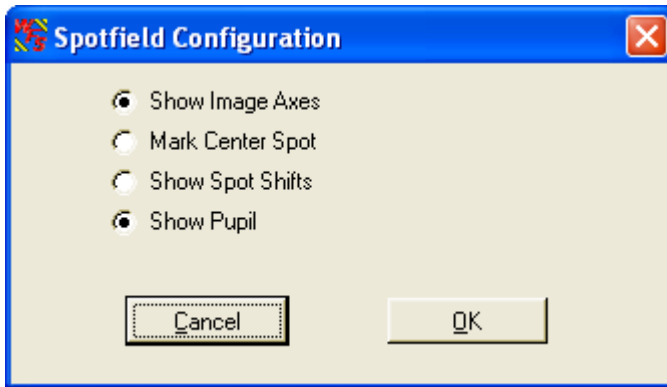 Spotfield Configuration
Show Image Axes
Mark Center Spot
Show Spot Shifts
Show Pupil
Cancel OK